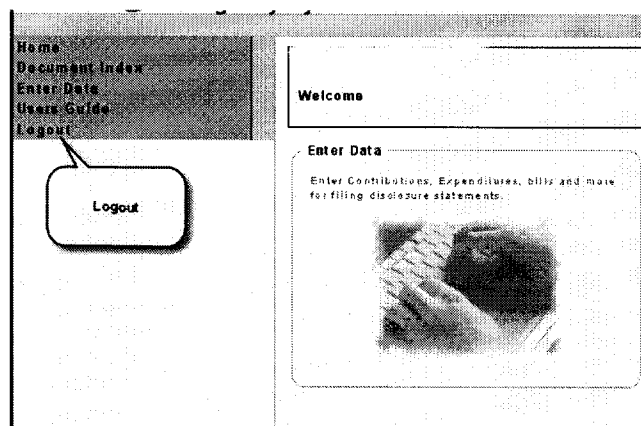 Home
Document Index
Enter Data
Users Guide
Logout
Logout
Welcome
Enter Data
Enter Contributions, Expenditures, bills and more
for filing disclosure statements.